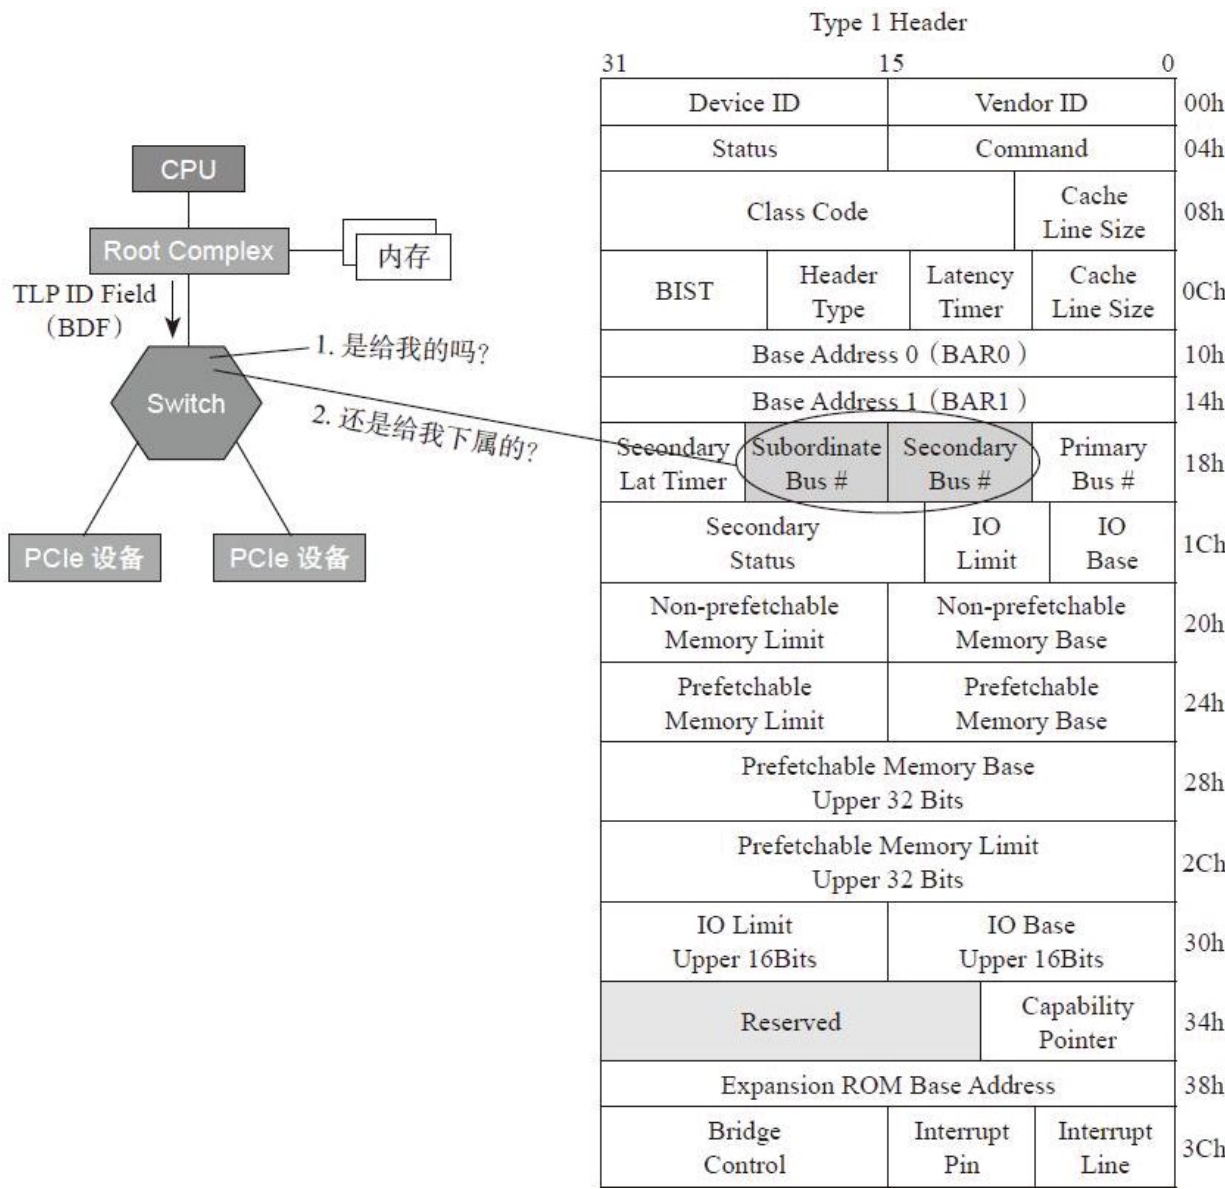 Type 1 Header
31 15 0
Device ID Vendor ID 00h
Status Command 04h
Class Code Cache Line Size 08h
BIST Header Type Latency Timer Cache Line Size 0Ch
Base Address 0（BAR0） 10h
Base Address 1（BAR1） 14h
Secondary Lat Timer Subordinate Bus # Secondary Bus # Primary Bus # 18h
Secondary Status IO Limit IO Base 1Ch
Non-prefetchable Memory Limit Non-prefetchable Memory Base 20h
Prefetchable Memory Limit Prefetchable Memory Base 24h
Prefetchable Memory Base Upper 32 Bits 28h
Prefetchable Memory Limit Upper 32 Bits 2Ch
IO Limit Upper 16Bits IO Base Upper 16Bits 30h
Reserved Capability Pointer 34h
Expansion ROM Base Address 38h
Bridge Control Interrupt Pin Interrupt Line 3Ch
CPU
Root Complex
内存
TLP ID Field
（BDF）
1. 是给我的吗?
Switch
2. 还是给我下属的?
PCIe 设备
PCIe 设备